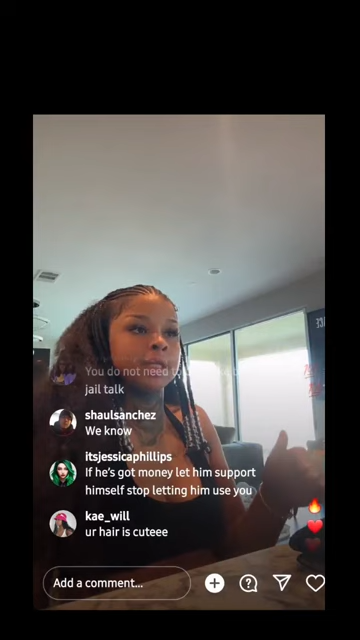 You do not need to
jail talk
shaulsanchez
We know
itsjessicaphillips
If he's got money let him support
himself stop letting him use you
kae_will
ur hair is cuteee
Add a comment...